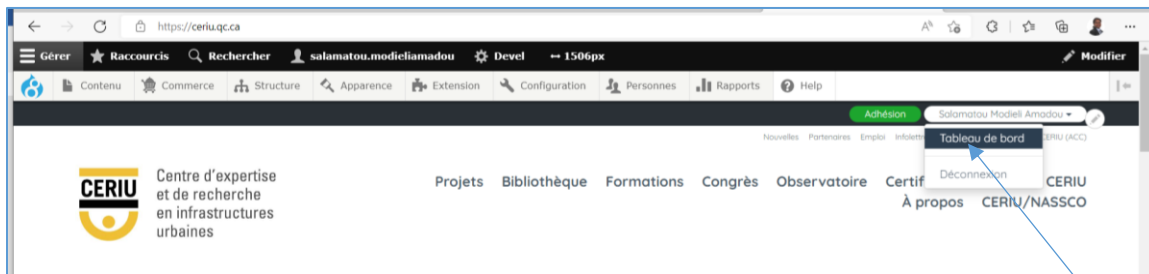 https://ceriu.qc.ca
Gérer Raccourcis Rechercher salamatou.modieliamadou Devel 1506px Modifier
Contenu Commerce Structure Apparence Extension Configuration Personnes Rapports Help
Adhésion Salamatou Modieli Amadou
Nouvelles Partenaires Emploi CERIU (ACC)
Tableau de bord
Déconnexion
CERIU
Centre d'expertise
et de recherche
en infrastructures
urbaines
Projets Bibliothèque Formations Congrès Observatoire Certif CERIU
À propos CERIU/NASSCO